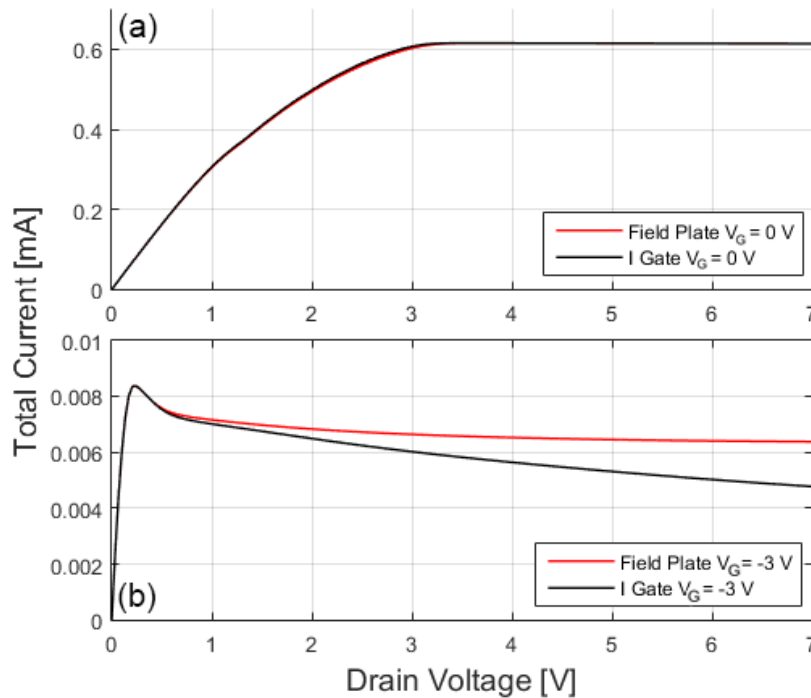 (a)
0.6
0.4
0.2
0
Field Plate V_G = 0 V
I Gate V_G = 0 V
0 1 2 3 4 5 6 7
Total Current [mA]
0.01
0.008
0.006
0.004
0.002
0
Field Plate V_G = -3 V
I Gate V_G = -3 V
(b)
0 1 2 3 4 5 6 7
Drain Voltage [V]